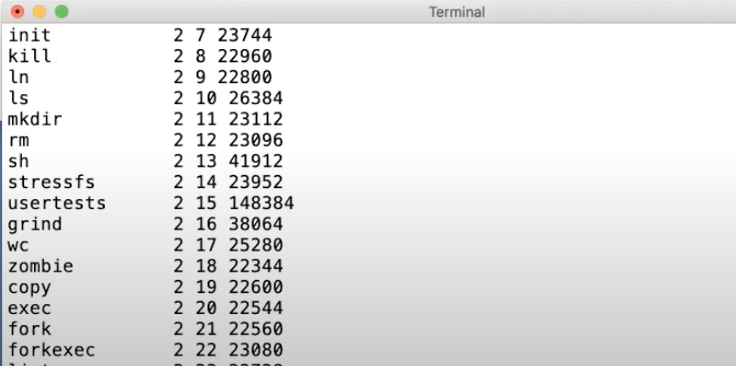 Terminal
init 2 7 23744
kill 2 8 22960
ln 2 9 22800
ls 2 10 26384
mkdir 2 11 23112
rm 2 12 23096
sh 2 13 41912
stressfs 2 14 23952
usertests 2 15 148384
grind 2 16 38064
wc 2 17 25280
zombie 2 18 22344
copy 2 19 22600
exec 2 20 22544
fork 2 21 22560
forkexec 2 22 23080